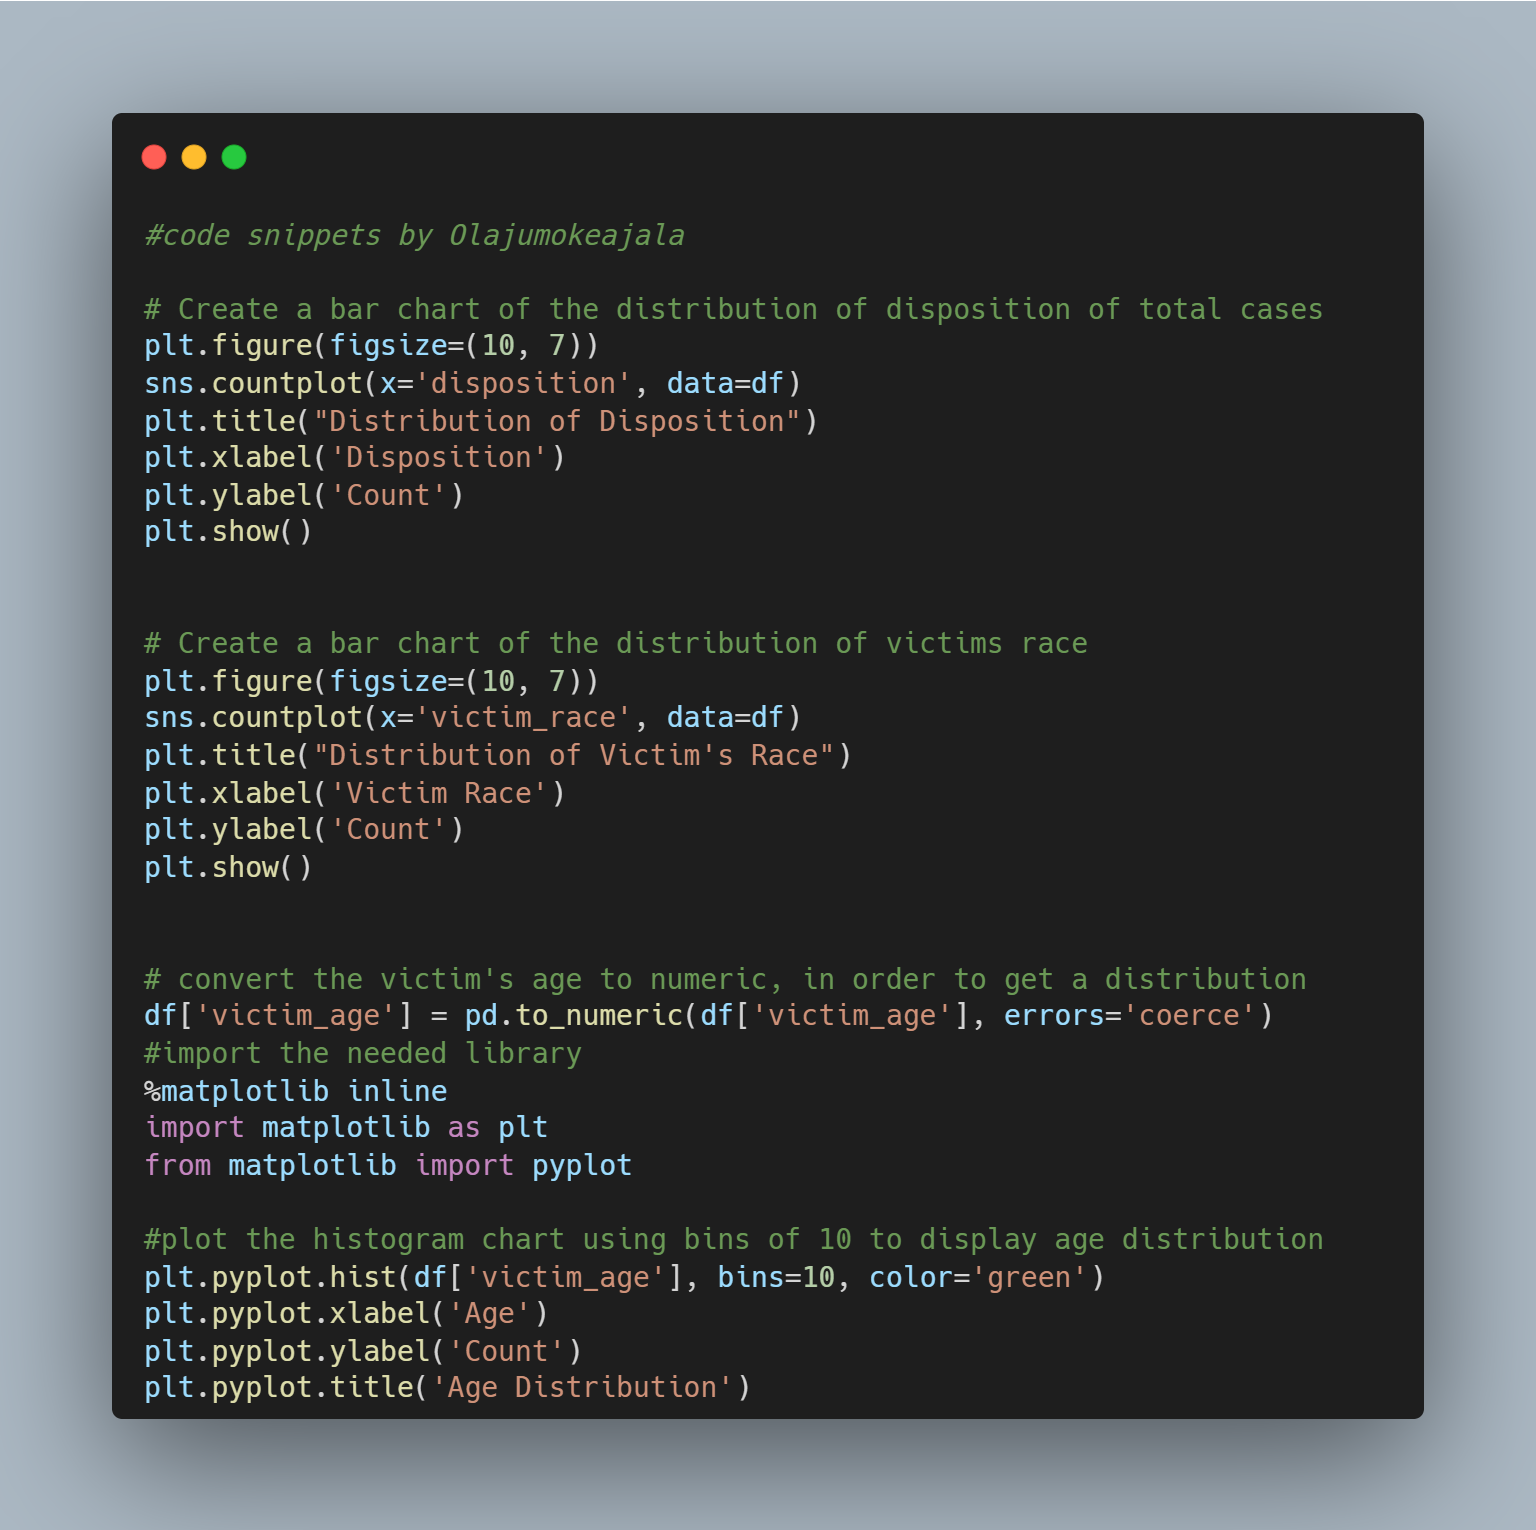 #code snippets by Olajumokeajala
# Create a bar chart of the distribution of disposition of total cases
plt.figure(figsize=(10, 7))
sns.countplot(x='disposition', data=df)
plt.title("Distribution of Disposition")
plt.xlabel('Disposition')
plt.ylabel('Count')
plt.show()
# Create a bar chart of the distribution of victims race
plt.figure(figsize=(10, 7))
sns.countplot(x='victim_race', data=df)
plt.title("Distribution of Victim's Race")
plt.xlabel('Victim Race')
plt.ylabel('Count')
plt.show()
# convert the victim's age to numeric, in order to get a distribution
df['victim_age'] = pd.to_numeric(df['victim_age'], errors='coerce')
#import the needed library
%matplotlib inline
import matplotlib as plt
from matplotlib import pyplot
#plot the histogram chart using bins of 10 to display age distribution
plt.pyplot.hist(df['victim_age'], bins=10, color='green')
plt.pyplot.xlabel('Age')
plt.pyplot.ylabel('Count')
plt.pyplot.title('Age Distribution')